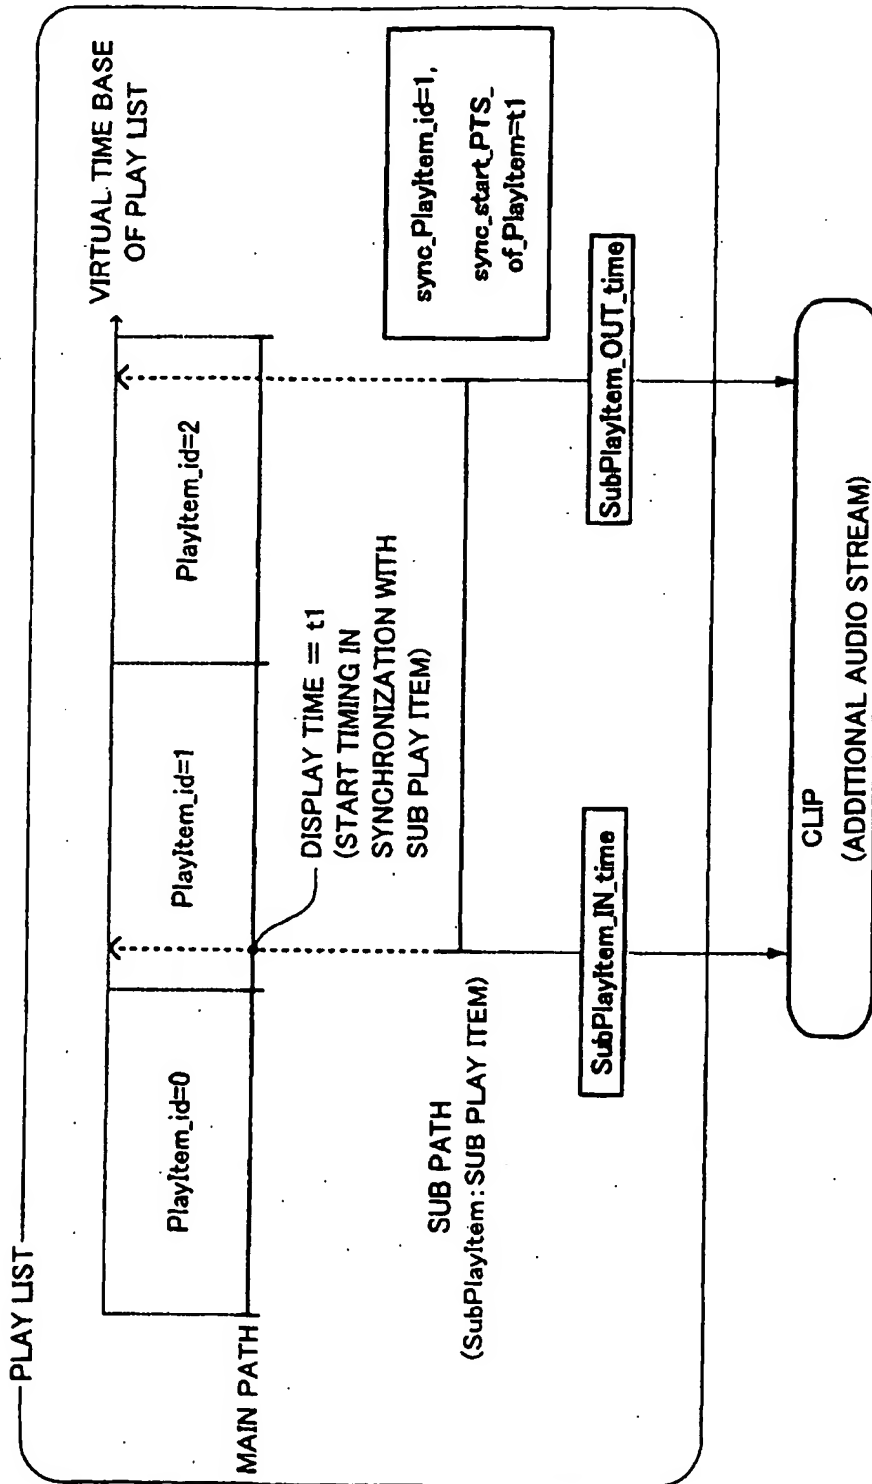 PLAY LIST
VIRTUAL TIME BASE
OF PLAY LIST
PlayItem_id=0
PlayItem_id=1
PlayItem_id=2
MAIN PATH
DISPLAY TIME = t1
(START TIMING IN
SYNCHRONIZATION WITH
SUB PLAY ITEM)
sync_PlayItem_id=1,
sync_start_PTS_
of_PlayItem=t1
SUB PATH
(SubPlayItem:SUB PLAY ITEM)
SubPlayItem_IN_time
SubPlayItem_OUT_time
CLIP
(ADDITIONAL AUDIO STREAM)